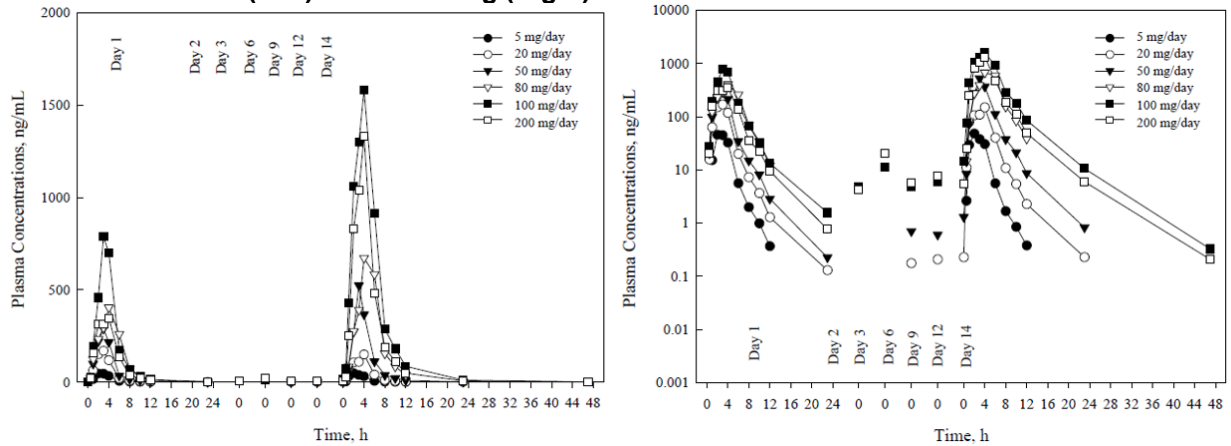 Plasma Concentrations, ng/mL
2000
1500
1000
500
0
Day 1
Day 2
Day 3
Day 6
Day 9
Day 12
Day 14
5 mg/day
20 mg/day
50 mg/day
80 mg/day
100 mg/day
200 mg/day
0 4 8 12 16 20 24 0 0 0 0 0 4 8 12 16 20 24 28 32 36 40 44 48
Time, h
Plasma Concentrations, ng/mL
10000
1000
100
10
1
0.1
0.01
0.001
5 mg/day
20 mg/day
50 mg/day
80 mg/day
100 mg/day
200 mg/day
Day 1
Day 2
Day 3
Day 6
Day 9
Day 12
Day 14
0 4 8 12 16 20 24 0 0 0 0 0 4 8 12 16 20 24 28 32 36 40 44 48
Time, h